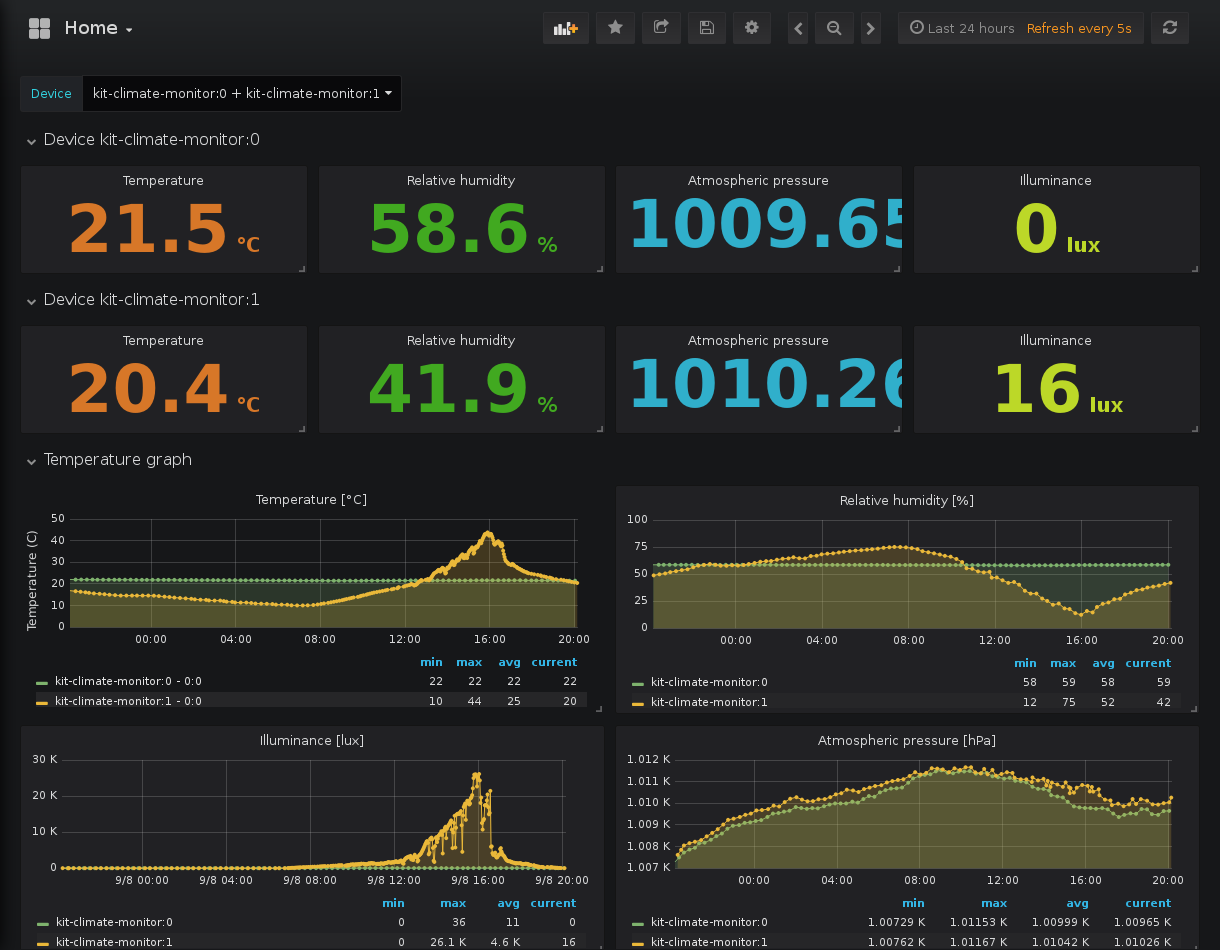 Home
Last 24 hours Refresh every 5s
Device kit-climate-monitor:0 + kit-climate-monitor:1
Device kit-climate-monitor:0
Temperature Relative humidity Atmospheric pressure Illuminance
21.5 °C 58.6 % 1009.65 0 lux
Device kit-climate-monitor:1
Temperature Relative humidity Atmospheric pressure Illuminance
20.4 °C 41.9 % 1010.26 16 lux
Temperature graph
Temperature [°C]
Temperature (C)
50
40
30
20
10
0
00:00 04:00 08:00 12:00 16:00 20:00
min max avg current
kit-climate-monitor:0 - 0:0 22 22 22 22
kit-climate-monitor:1 - 0:0 10 44 25 20
Relative humidity [%]
100
75
50
25
0
00:00 04:00 08:00 12:00 16:00 20:00
min max avg current
kit-climate-monitor:0 58 59 58 59
kit-climate-monitor:1 12 75 52 42
Illuminance [lux]
30 K
20 K
10 K
0
9/8 00:00 9/8 04:00 9/8 08:00 9/8 12:00 9/8 16:00 9/8 20:00
min max avg current
kit-climate-monitor:0 0 36 11 0
kit-climate-monitor:1 0 26.1 K 4.6 K 16
Atmospheric pressure [hPa]
1.012 K
1.011 K
1.010 K
1.009 K
1.008 K
1.007 K
00:00 04:00 08:00 12:00 16:00 20:00
min max avg current
kit-climate-monitor:0 1.00729 K 1.01153 K 1.00999 K 1.00965 K
kit-climate-monitor:1 1.00762 K 1.01167 K 1.01042 K 1.01026 K